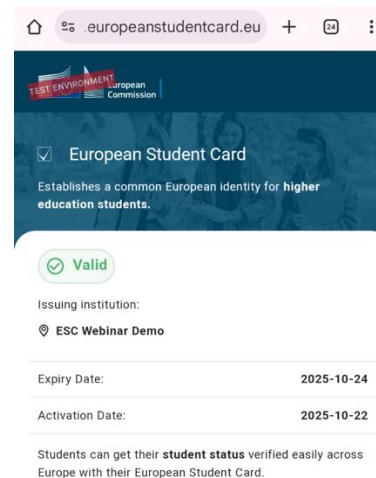 .europeanstudentcard.eu
24
TEST ENVIRONMENT
European
Commission
European Student Card
Establishes a common European identity for higher
education students.
Valid
Issuing institution:
ESC Webinar Demo
Expiry Date: 2025-10-24
Activation Date: 2025-10-22
Students can get their student status verified easily across
Europe with their European Student Card.